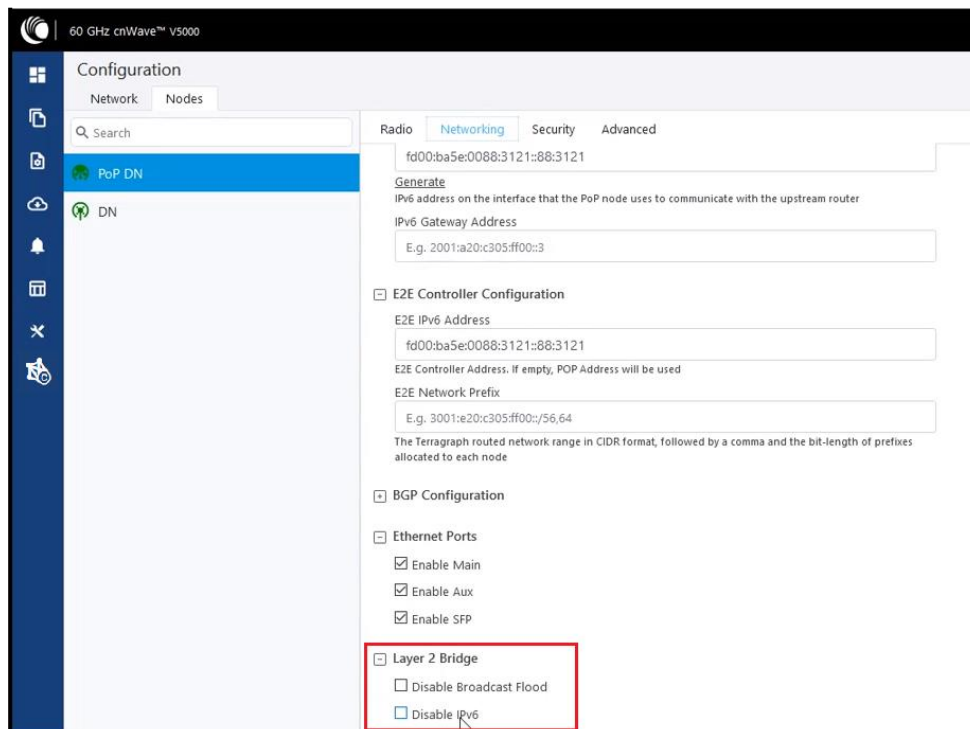 60 GHz cnWave™ V5000
Configuration
Network Nodes
Search
PoP DN
DN
Radio Networking Security Advanced
fd00:ba5e:0088:3121::88:3121
Generate
IPv6 address on the interface that the PoP node uses to communicate with the upstream router
IPv6 Gateway Address
E.g. 2001:a20:c305:ff00::3
E2E Controller Configuration
E2E IPv6 Address
fd00:ba5e:0088:3121::88:3121
E2E Controller Address. If empty, POP Address will be used
E2E Network Prefix
E.g. 3001:e20:c305:ff00::/56,64
The Terragraph routed network range in CIDR format, followed by a comma and the bit-length of prefixes
allocated to each node
BGP Configuration
Ethernet Ports
Enable Main
Enable Aux
Enable SFP
Layer 2 Bridge
Disable Broadcast Flood
Disable IPv6